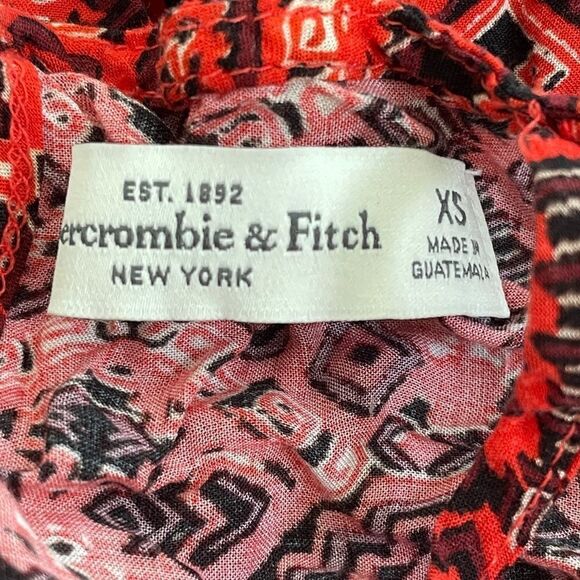 EST. 1892
ercrombie & Fitch
NEW YORK
XS
MADE IN
GUATEMALA